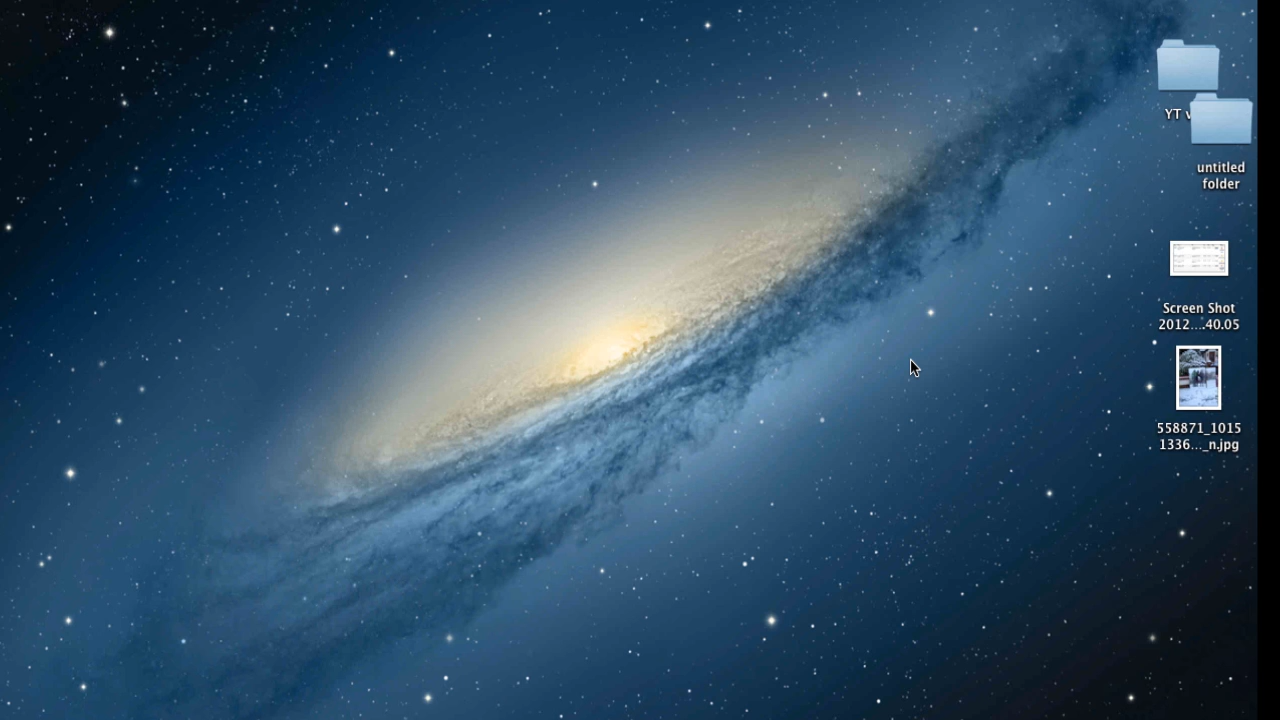 YT
untitled
folder
Screen Shot
2012....40.05
558871_1015
1336..._n.jpg